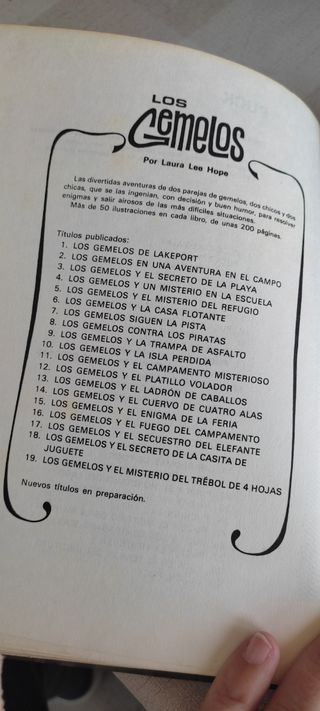 LOS
Gemelos
Por Laura Lee Hope
Las divertidas aventuras de dos parejas de gemelos, dos chicos y dos
chicas, que se las ingenian, con decisión y buen humor, para resolver
enigmas y salir airosos de las más difíciles situaciones.
Más de 50 ilustraciones en cada libro, de unas 200 páginas.
Títulos publicados:
1. LOS GEMELOS DE LAKEPORT
2. LOS GEMELOS EN UNA AVENTURA EN EL CAMPO
3. LOS GEMELOS Y EL SECRETO DE LA PLAYA
4. LOS GEMELOS Y UN MISTERIO EN LA ESCUELA
5. LOS GEMELOS Y EL MISTERIO DEL REFUGIO
6. LOS GEMELOS Y LA CASA FLOTANTE
7. LOS GEMELOS SIGUEN LA PISTA
8. LOS GEMELOS CONTRA LOS PIRATAS
9. LOS GEMELOS Y LA TRAMPA DE ASFALTO
10. LOS GEMELOS Y LA ISLA PERDIDA
11. LOS GEMELOS Y EL CAMPAMENTO MISTERIOSO
12. LOS GEMELOS Y EL PLATILLO VOLADOR
13. LOS GEMELOS Y EL LADRÓN DE CABALLOS
14. LOS GEMELOS Y EL CUERVO DE CUATRO ALAS
15. LOS GEMELOS Y EL ENIGMA DE LA FERIA
16. LOS GEMELOS Y EL FUEGO DEL CAMPAMENTO
17. LOS GEMELOS Y EL SECUESTRO DEL ELEFANTE
18. LOS GEMELOS Y EL SECRETO DE LA CASITA DE
JUGUETE
19. LOS GEMELOS Y EL MISTERIO DEL TRÉBOL DE 4 HOJAS
Nuevos títulos en preparación.